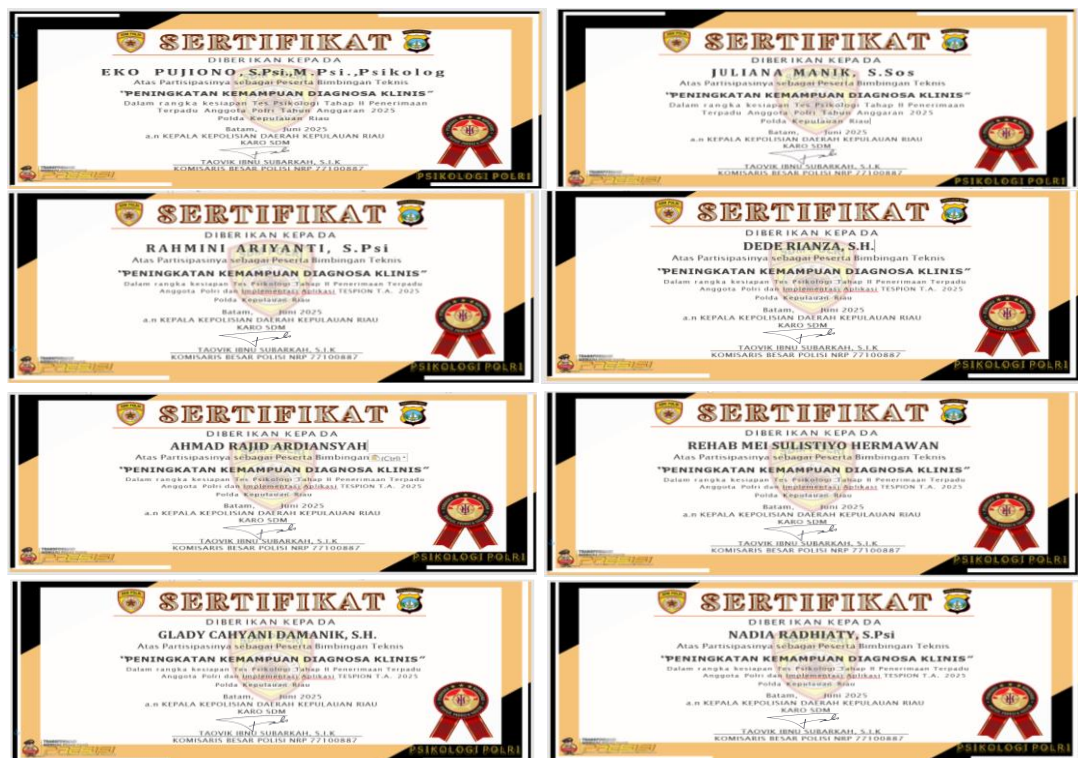 SERTIFIKAT
DIBERIKAN KEPADA
EKO PUJIONO, S.Psi.,M.Psi.,Psikolog
Atas Partisipasinya sebagai Peserta Bimbingan Teknis
"PENINGKATAN KEMAMPUAN DIAGNOSA KLINIS"
Dalam rangka kesiapan Tes Psikologi Tahap II Penerimaan
Terpadu Anggota Polri Tahun Anggaran 2025
Polda Kepulauan Riau
Batam, Juni 2025
a.n KEPALA KEPOLISIAN DAERAH KEPULAUAN RIAU
KARO SDM
TAOVIK IBNU SUBARKAH, S.I.K
KOMISARIS BESAR POLISI NRP 77100887
PSIKOLOGI POLRI
SERTIFIKAT
DIBERIKAN KEPADA
JULIANA MANIK, S.Sos
Atas Partisipasinya sebagai Peserta Bimbingan Teknis
"PENINGKATAN KEMAMPUAN DIAGNOSA KLINIS"
Dalam rangka kesiapan Tes Psikologi Tahap II Penerimaan
Terpadu Anggota Polri Tahun Anggaran 2025
Polda Kepulauan Riau
Batam, Juni 2025
a.n KEPALA KEPOLISIAN DAERAH KEPULAUAN RIAU
KARO SDM
TAOVIK IBNU SUBARKAH, S.I.K
KOMISARIS BESAR POLISI NRP 77100887
PSIKOLOGI POLRI
SERTIFIKAT
DIBERIKAN KEPADA
RAHMINI ARIYANTI, S.Psi
Atas Partisipasinya sebagai Peserta Bimbingan Teknis
"PENINGKATAN KEMAMPUAN DIAGNOSA KLINIS"
Dalam rangka kesiapan Tes Psikologi Tahap II Penerimaan Terpadu
Anggota Polri dan Implementasi Aplikasi TESPION T.A. 2025
Polda Kepulauan Riau
Batam, Juni 2025
a.n KEPALA KEPOLISIAN DAERAH KEPULAUAN RIAU
KARO SDM
TAOVIK IBNU SUBARKAH, S.I.K
KOMISARIS BESAR POLISI NRP 77100887
PSIKOLOGI POLRI
SERTIFIKAT
DIBERIKAN KEPADA
DEDE RIANZA, S.H.
Atas Partisipasinya sebagai Peserta Bimbingan Teknis
"PENINGKATAN KEMAMPUAN DIAGNOSA KLINIS"
Dalam rangka kesiapan Tes Psikologi Tahap II Penerimaan Terpadu
Anggota Polri dan Implementasi Aplikasi TESPION T.A. 2025
Polda Kepulauan Riau
Batam, Juni 2025
a.n KEPALA KEPOLISIAN DAERAH KEPULAUAN RIAU
KARO SDM
TAOVIK IBNU SUBARKAH, S.I.K
KOMISARIS BESAR POLISI NRP 77100887
PSIKOLOGI POLRI
SERTIFIKAT
DIBERIKAN KEPADA
AHMAD RAJID ARDIANSYAH
Atas Partisipasinya sebagai Peserta Bimbingan (Ctrl)
"PENINGKATAN KEMAMPUAN DIAGNOSA KLINIS"
Dalam rangka kesiapan Tes Psikologi Tahap II Penerimaan Terpadu
Anggota Polri dan Implementasi Aplikasi TESPION T.A. 2025
Polda Kepulauan Riau
Batam, Juni 2025
a.n KEPALA KEPOLISIAN DAERAH KEPULAUAN RIAU
KARO SDM
TAOVIK IBNU SUBARKAH, S.I.K
KOMISARIS BESAR POLISI NRP 77100887
PSIKOLOGI POLRI
SERTIFIKAT
DIBERIKAN KEPADA
REHAB MEI SULISTIYO HERMAWAN
Atas Partisipasinya sebagai Peserta Bimbingan Teknis
"PENINGKATAN KEMAMPUAN DIAGNOSA KLINIS"
Dalam rangka kesiapan Tes Psikologi Tahap II Penerimaan Terpadu
Anggota Polri dan Implementasi Aplikasi TESPION T.A. 2025
Polda Kepulauan Riau
Batam, Juni 2025
a.n KEPALA KEPOLISIAN DAERAH KEPULAUAN RIAU
KARO SDM
TAOVIK IBNU SUBARKAH, S.I.K
KOMISARIS BESAR POLISI NRP 77100887
PSIKOLOGI POLRI
SERTIFIKAT
DIBERIKAN KEPADA
GLADY CAHYANI DAMANIK, S.H.
Atas Partisipasinya sebagai Peserta Bimbingan Teknis
"PENINGKATAN KEMAMPUAN DIAGNOSA KLINIS"
Dalam rangka kesiapan Tes Psikologi Tahap II Penerimaan Terpadu
Anggota Polri dan Implementasi Aplikasi TESPION T.A. 2025
Polda Kepulauan Riau
Batam, Juni 2025
a.n KEPALA KEPOLISIAN DAERAH KEPULAUAN RIAU
KARO SDM
TAOVIK IBNU SUBARKAH, S.I.K
KOMISARIS BESAR POLISI NRP 77100887
PSIKOLOGI POLRI
SERTIFIKAT
DIBERIKAN KEPADA
NADIA RADHIATY, S.Psi
Atas Partisipasinya sebagai Peserta Bimbingan Teknis
"PENINGKATAN KEMAMPUAN DIAGNOSA KLINIS"
Dalam rangka kesiapan Tes Psikologi Tahap II Penerimaan Terpadu
Anggota Polri dan Implementasi Aplikasi TESPION T.A. 2025
Polda Kepulauan Riau
Batam, Juni 2025
a.n KEPALA KEPOLISIAN DAERAH KEPULAUAN RIAU
KARO SDM
TAOVIK IBNU SUBARKAH, S.I.K
KOMISARIS BESAR POLISI NRP 77100887
PSIKOLOGI POLRI